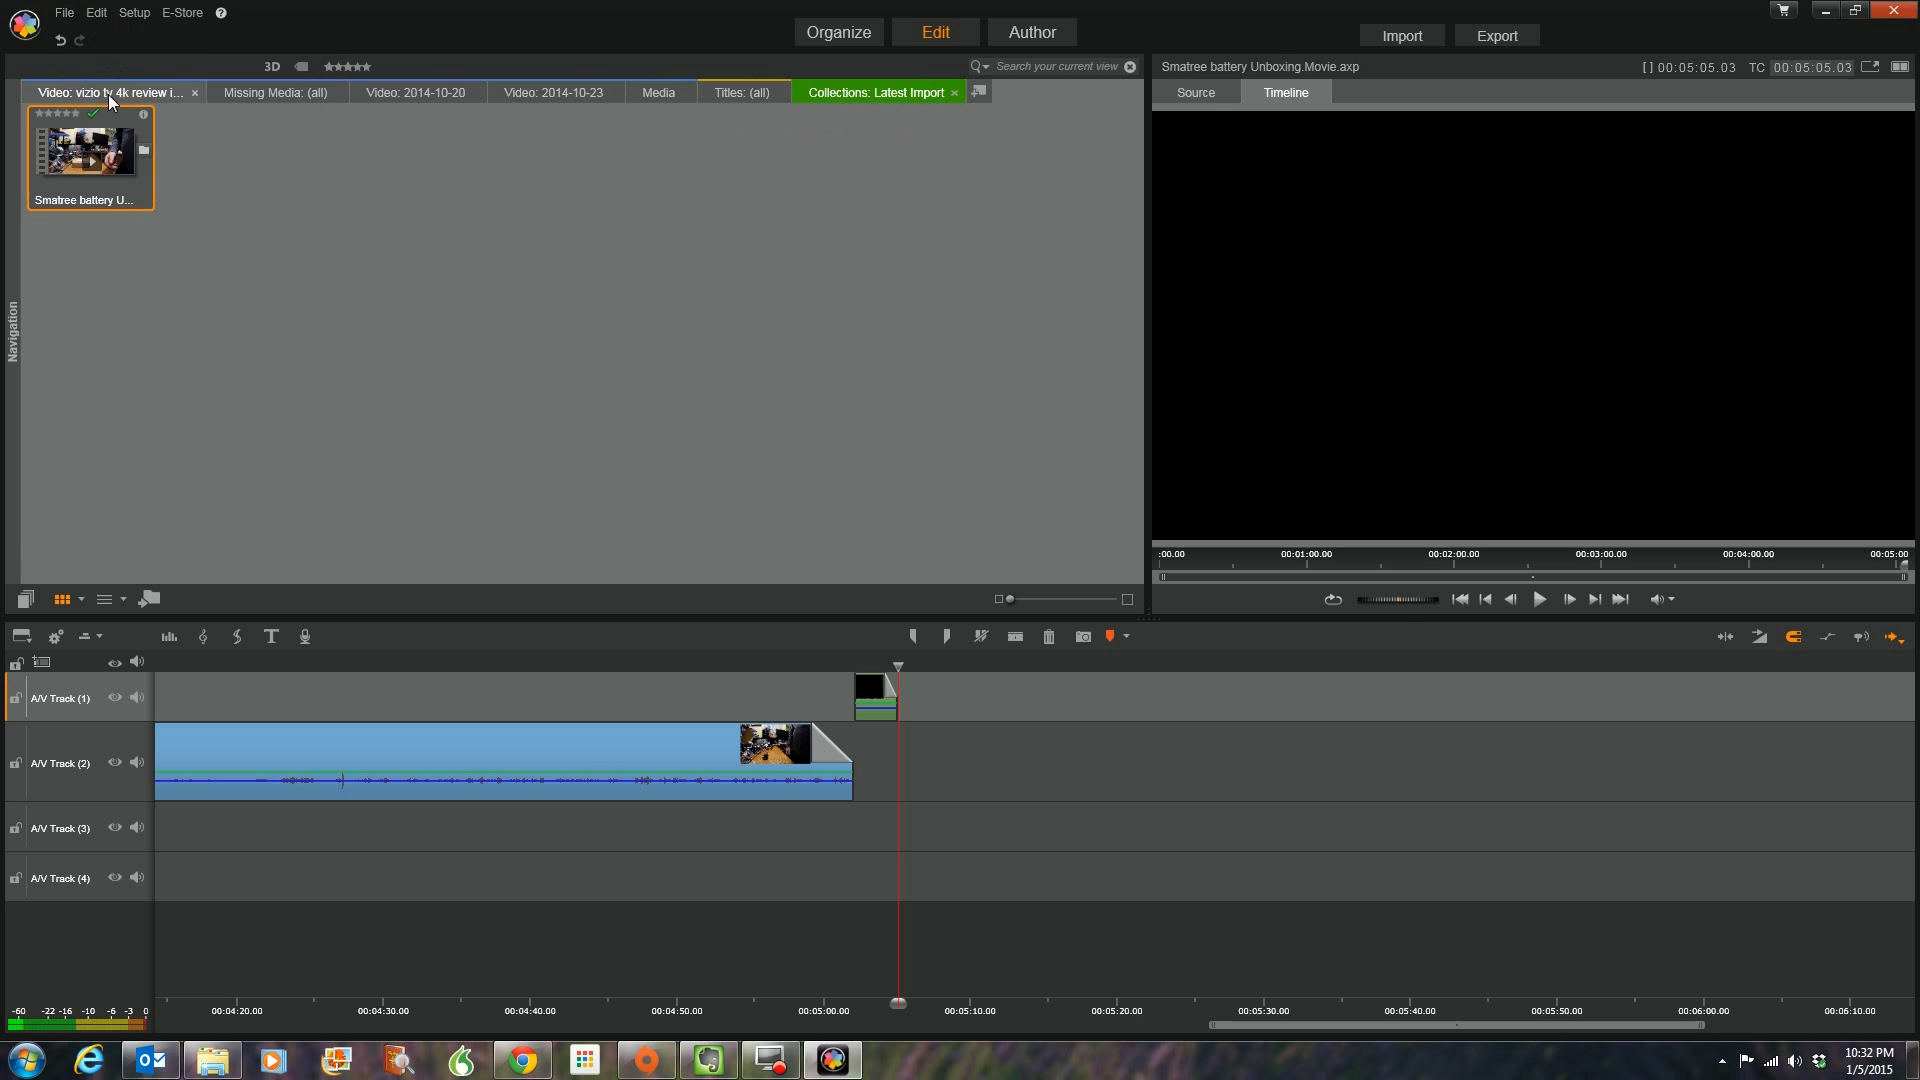 File Edit Setup E-Store ?
Organize Edit Author
Import Export
3D
Search your current view
Smatree battery Unboxing.Movie.axp
[ ] 00:05:05.03 TC 00:05:05.03
Video: vizio tv 4k review i... ×
Missing Media: (all)
Video: 2014-10-20
Video: 2014-10-23
Media
Titles: (all)
Collections: Latest Import ×
Source Timeline
Smatree battery U...
Navigation
:00.00 00:01:00.00 00:02:00.00 00:03:00.00 00:04:00.00 00:05:00
A/V Track (1)
A/V Track (2)
A/V Track (3)
A/V Track (4)
-60 -22 -16 -10 -6 -3 0
00:04:20.00 00:04:30.00 00:04:40.00 00:04:50.00 00:05:00.00 00:05:10.00 00:05:20.00 00:05:30.00 00:05:40.00 00:05:50.00 00:06:00.00 00:06:10.00
10:32 PM
1/5/2015